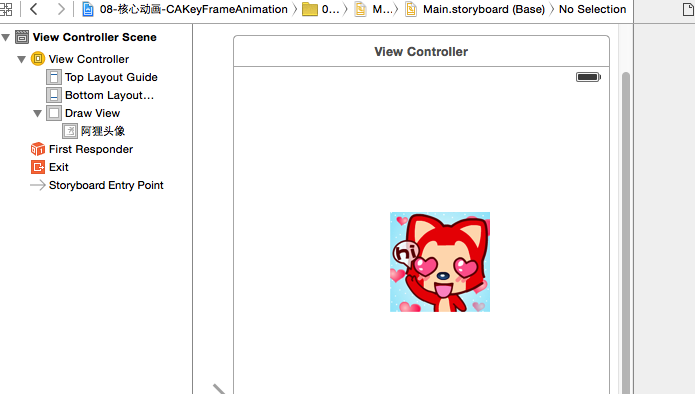 08-核心动画-CAKeyFrameAnimation 0... M... Main.storyboard (Base) No Selection
View Controller Scene
View Controller
Top Layout Guide
Bottom Layout...
Draw View
阿狸头像
First Responder
Exit
Storyboard Entry Point
View Controller
hi